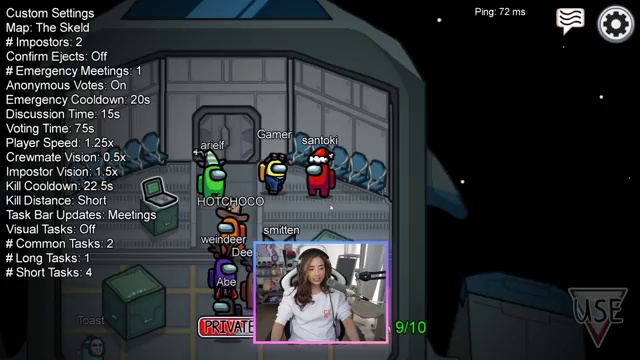 Custom Settings
Map: The Skeld
# Impostors: 2
Confirm Ejects: Off
# Emergency Meetings: 1
Anonymous Votes: On
Emergency Cooldown: 20s
Discussion Time: 15s
Voting Time: 75s
Player Speed: 1.25x
Crewmate Vision: 0.5x
Impostor Vision: 1.5x
Kill Cooldown: 22.5s
Kill Distance: Short
Task Bar Updates: Meetings
Visual Tasks: Off
# Common Tasks: 2
# Long Tasks: 1
# Short Tasks: 4
Ping: 72 ms
arielf
Gamer
santoki
HOTCHOCO
weindeer
smitten
Dee
Abe
Toast
PRIVATE
9/10
USE